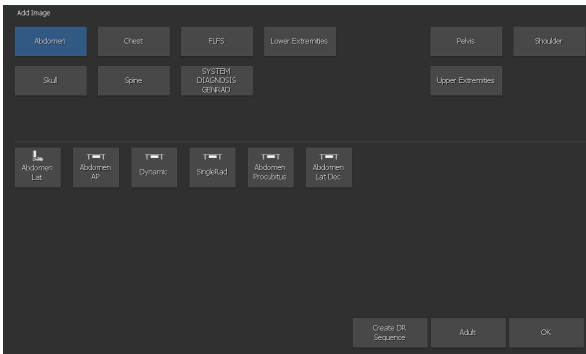 Add Image
Abdomen
Chest
FLFS
Lower Extremities
Pelvis
Shoulder
Skull
Spine
SYSTEM
DIAGNOSIS
GENRAD
Upper Extremities
Abdomen
Lat
Abdomen
AP
Dynamic
SingleRad
Abdomen
Procubitus
Abdomen
Lat Dec
Create DR
Sequence
Adult
OK